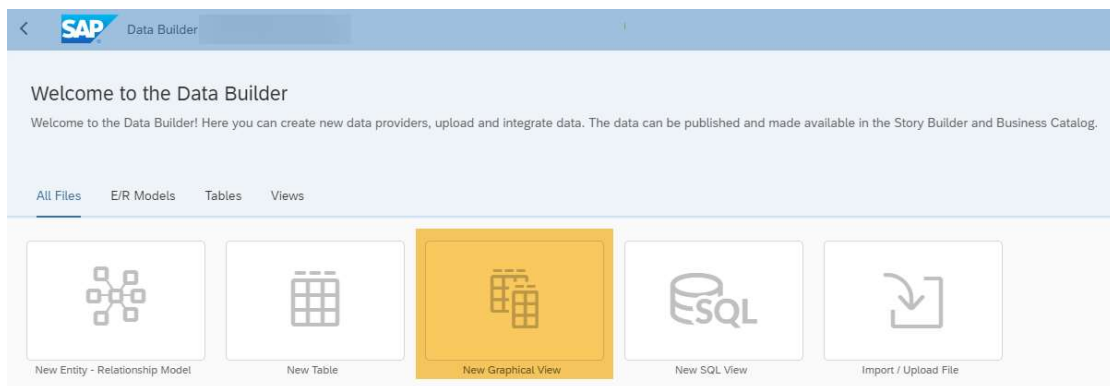 SAP Data Builder
Welcome to the Data Builder
Welcome to the Data Builder! Here you can create new data providers, upload and integrate data. The data can be published and made available in the Story Builder and Business Catalog.
All Files E/R Models Tables Views
SQL
New Entity - Relationship Model New Table New Graphical View New SQL View Import / Upload File